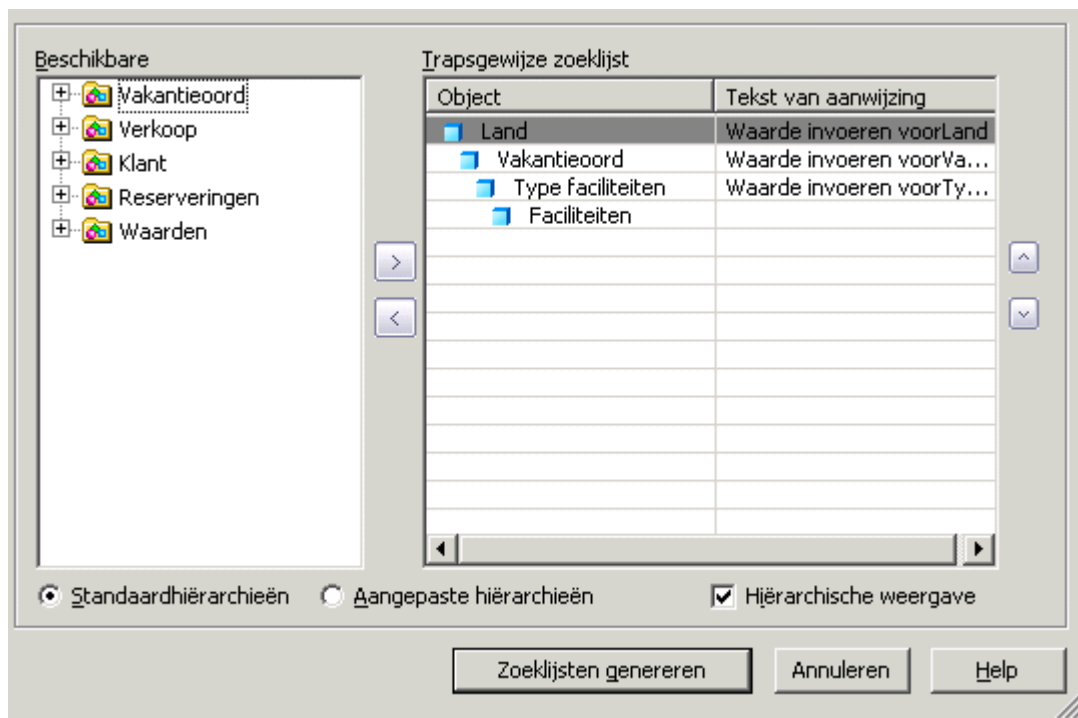 Beschikbare
Vakantieoord
Verkoop
Klant
Reserveringen
Waarden
Trapsgewijze zoeklijst
Object Tekst van aanwijzing
Land Waarde invoeren voorLand
Vakantieoord Waarde invoeren voorVa...
Type faciliteiten Waarde invoeren voorTy...
Faciliteiten
Standaardhiërarchieën Aangepaste hiërarchieën Hiërarchische weergave
Zoeklijsten genereren Annuleren Help